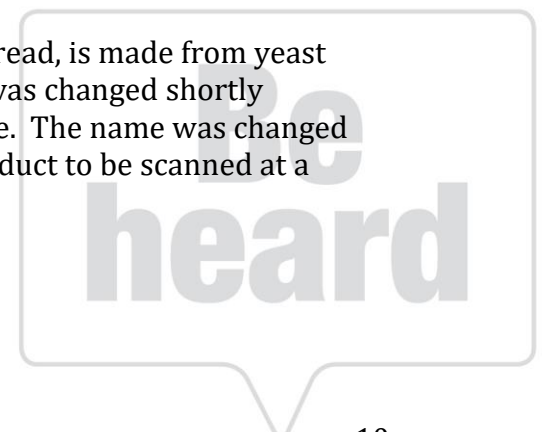 read, is made from yeast
was changed shortly
e. The name was changed
duct to be scanned at a
Be
heard